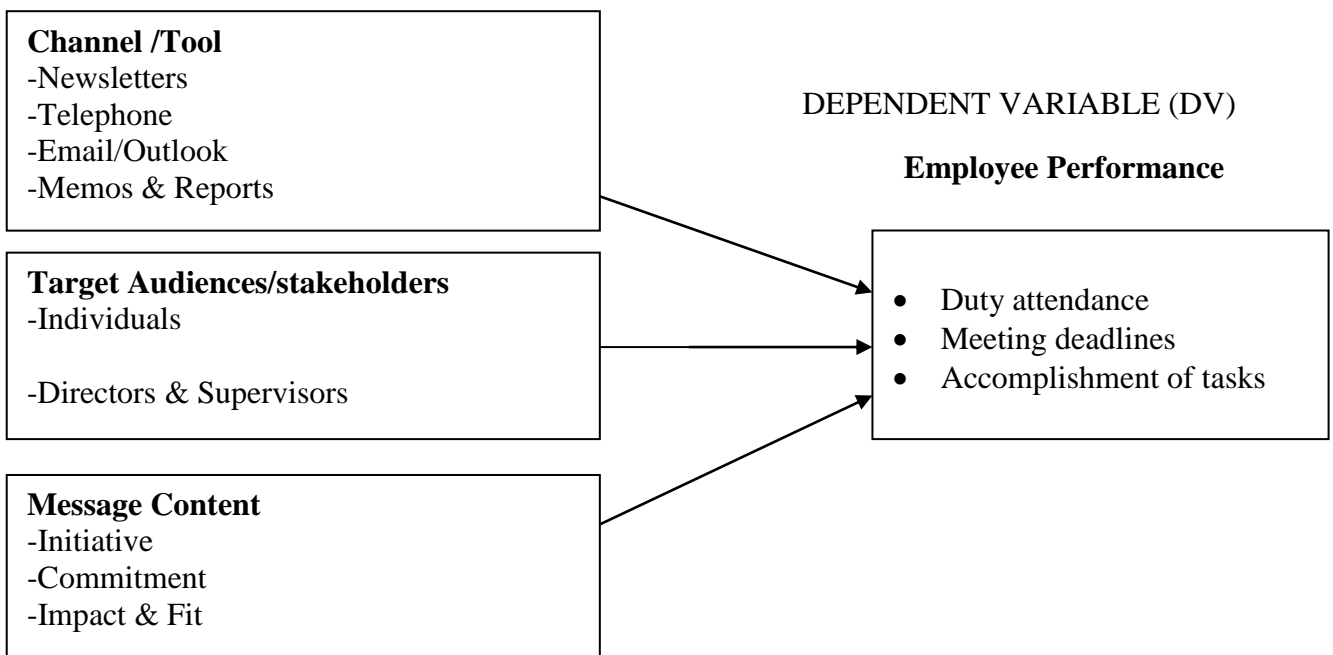 Channel /Tool
-Newsletters
-Telephone
-Email/Outlook
-Memos & Reports
Target Audiences/stakeholders
-Individuals
-Directors & Supervisors
Message Content
-Initiative
-Commitment
-Impact & Fit
DEPENDENT VARIABLE (DV)
Employee Performance
• Duty attendance
• Meeting deadlines
• Accomplishment of tasks